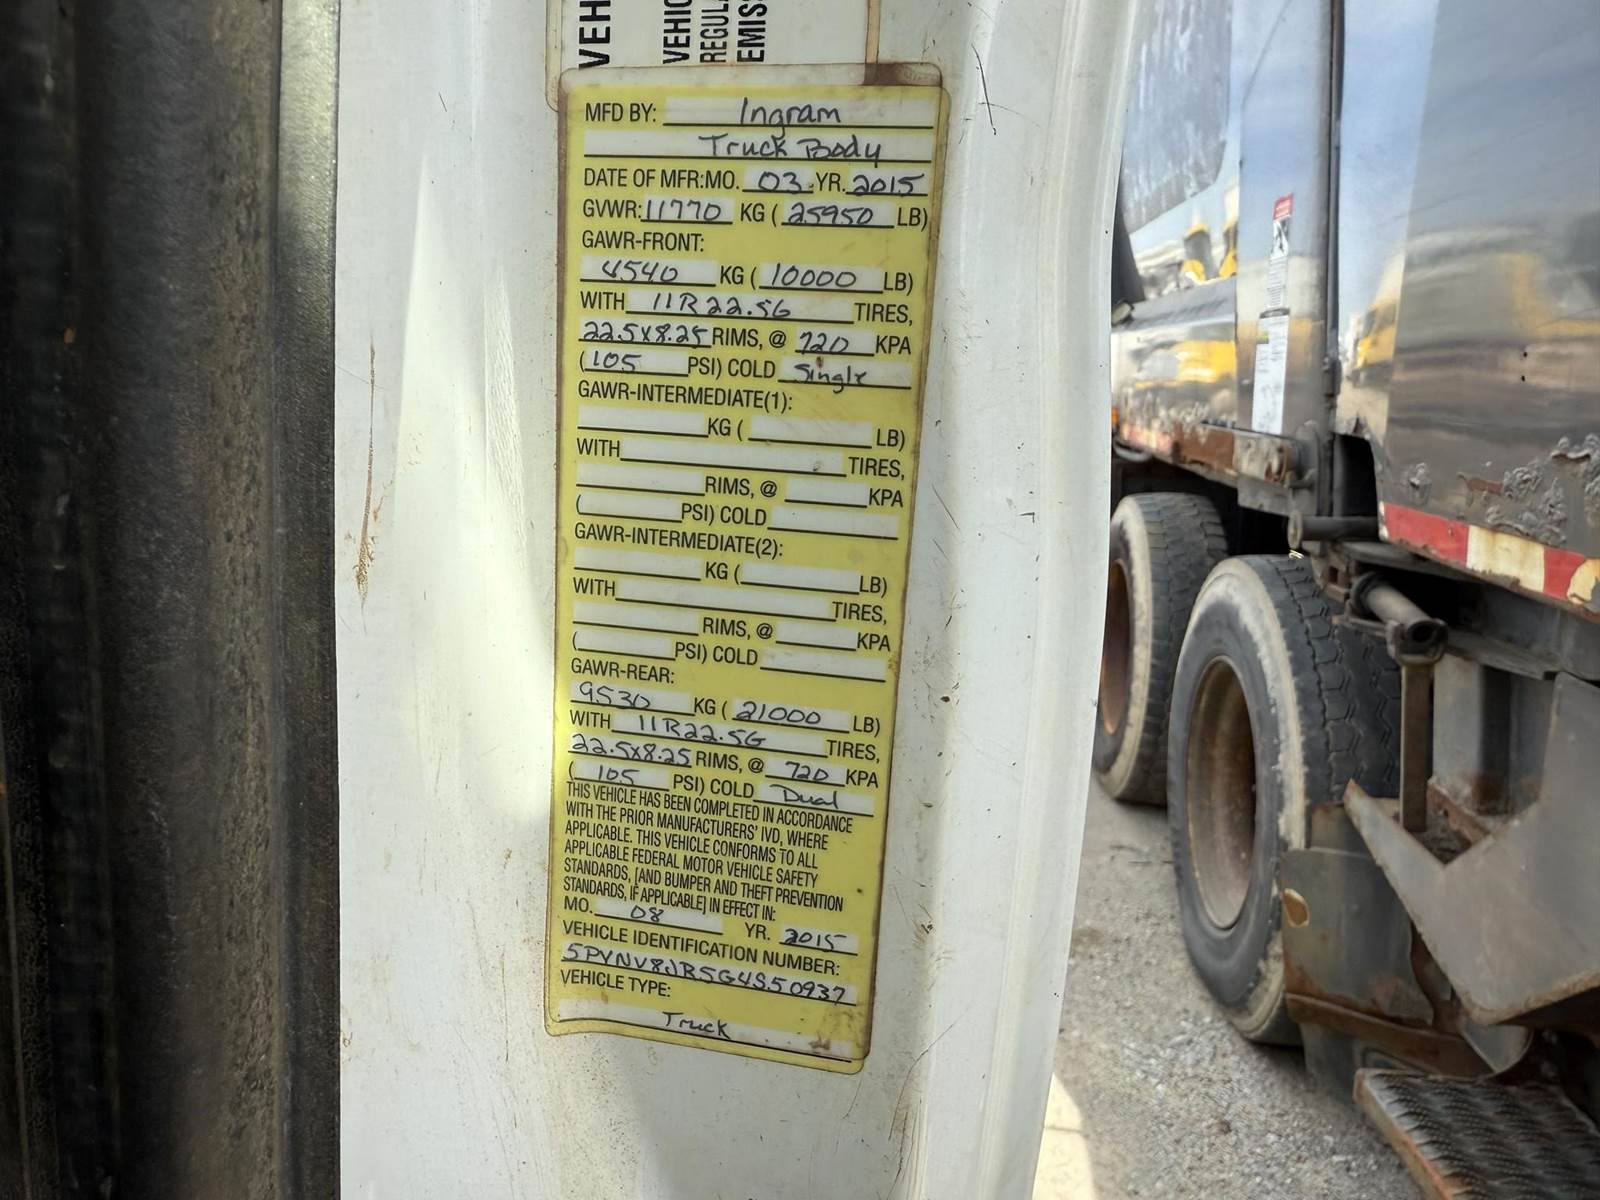 VEH
VEHIC
REGULA
EMISS
MFD BY: Ingram
Truck Body
DATE OF MFR:MO. 03 YR. 2015
GVWR: 11770 KG ( 25950 LB)
GAWR-FRONT:
4540 KG ( 10000 LB)
WITH 11R22.5G TIRES,
22.5x8.25 RIMS, @ 720 KPA
( 105 PSI) COLD Single
GAWR-INTERMEDIATE(1):
KG ( LB)
WITH TIRES,
RIMS, @ KPA
( PSI) COLD
GAWR-INTERMEDIATE(2):
KG ( LB)
WITH TIRES,
RIMS, @ KPA
( PSI) COLD
GAWR-REAR:
9530 KG ( 21000 LB)
WITH 11R22.5G TIRES,
22.5x8.25 RIMS, @ 720 KPA
( 105 PSI) COLD Dual
THIS VEHICLE HAS BEEN COMPLETED IN ACCORDANCE
WITH THE PRIOR MANUFACTURERS' IVD, WHERE
APPLICABLE. THIS VEHICLE CONFORMS TO ALL
APPLICABLE FEDERAL MOTOR VEHICLE SAFETY
STANDARDS, [AND BUMPER AND THEFT PREVENTION
STANDARDS, IF APPLICABLE] IN EFFECT IN:
MO. 08 YR. 2015
VEHICLE IDENTIFICATION NUMBER:
5PVNV8JR5G4S50937
VEHICLE TYPE:
Truck